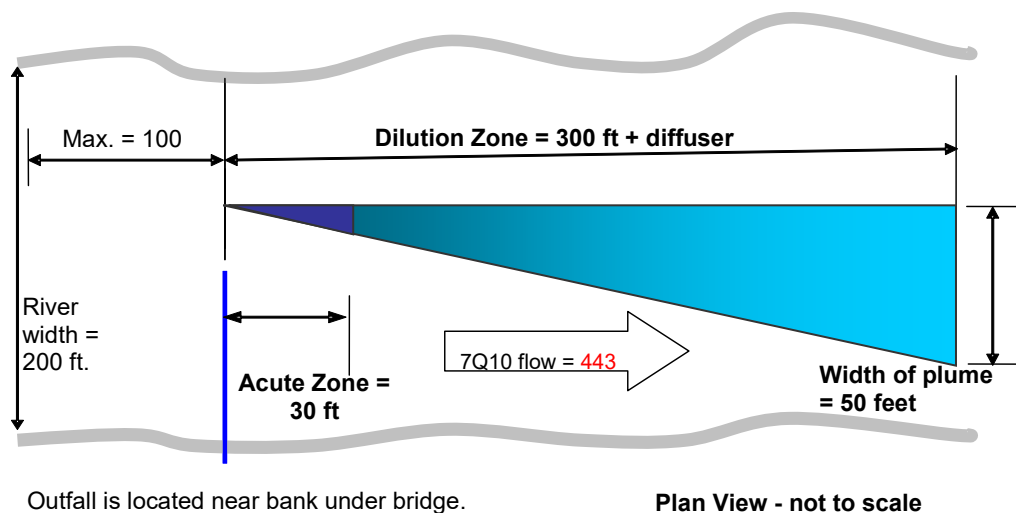 Max. = 100
Dilution Zone = 300 ft + diffuser
River
width =
200 ft.
Acute Zone =
30 ft
7Q10 flow = 443
Width of plume
= 50 feet
Outfall is located near bank under bridge.
Plan View - not to scale